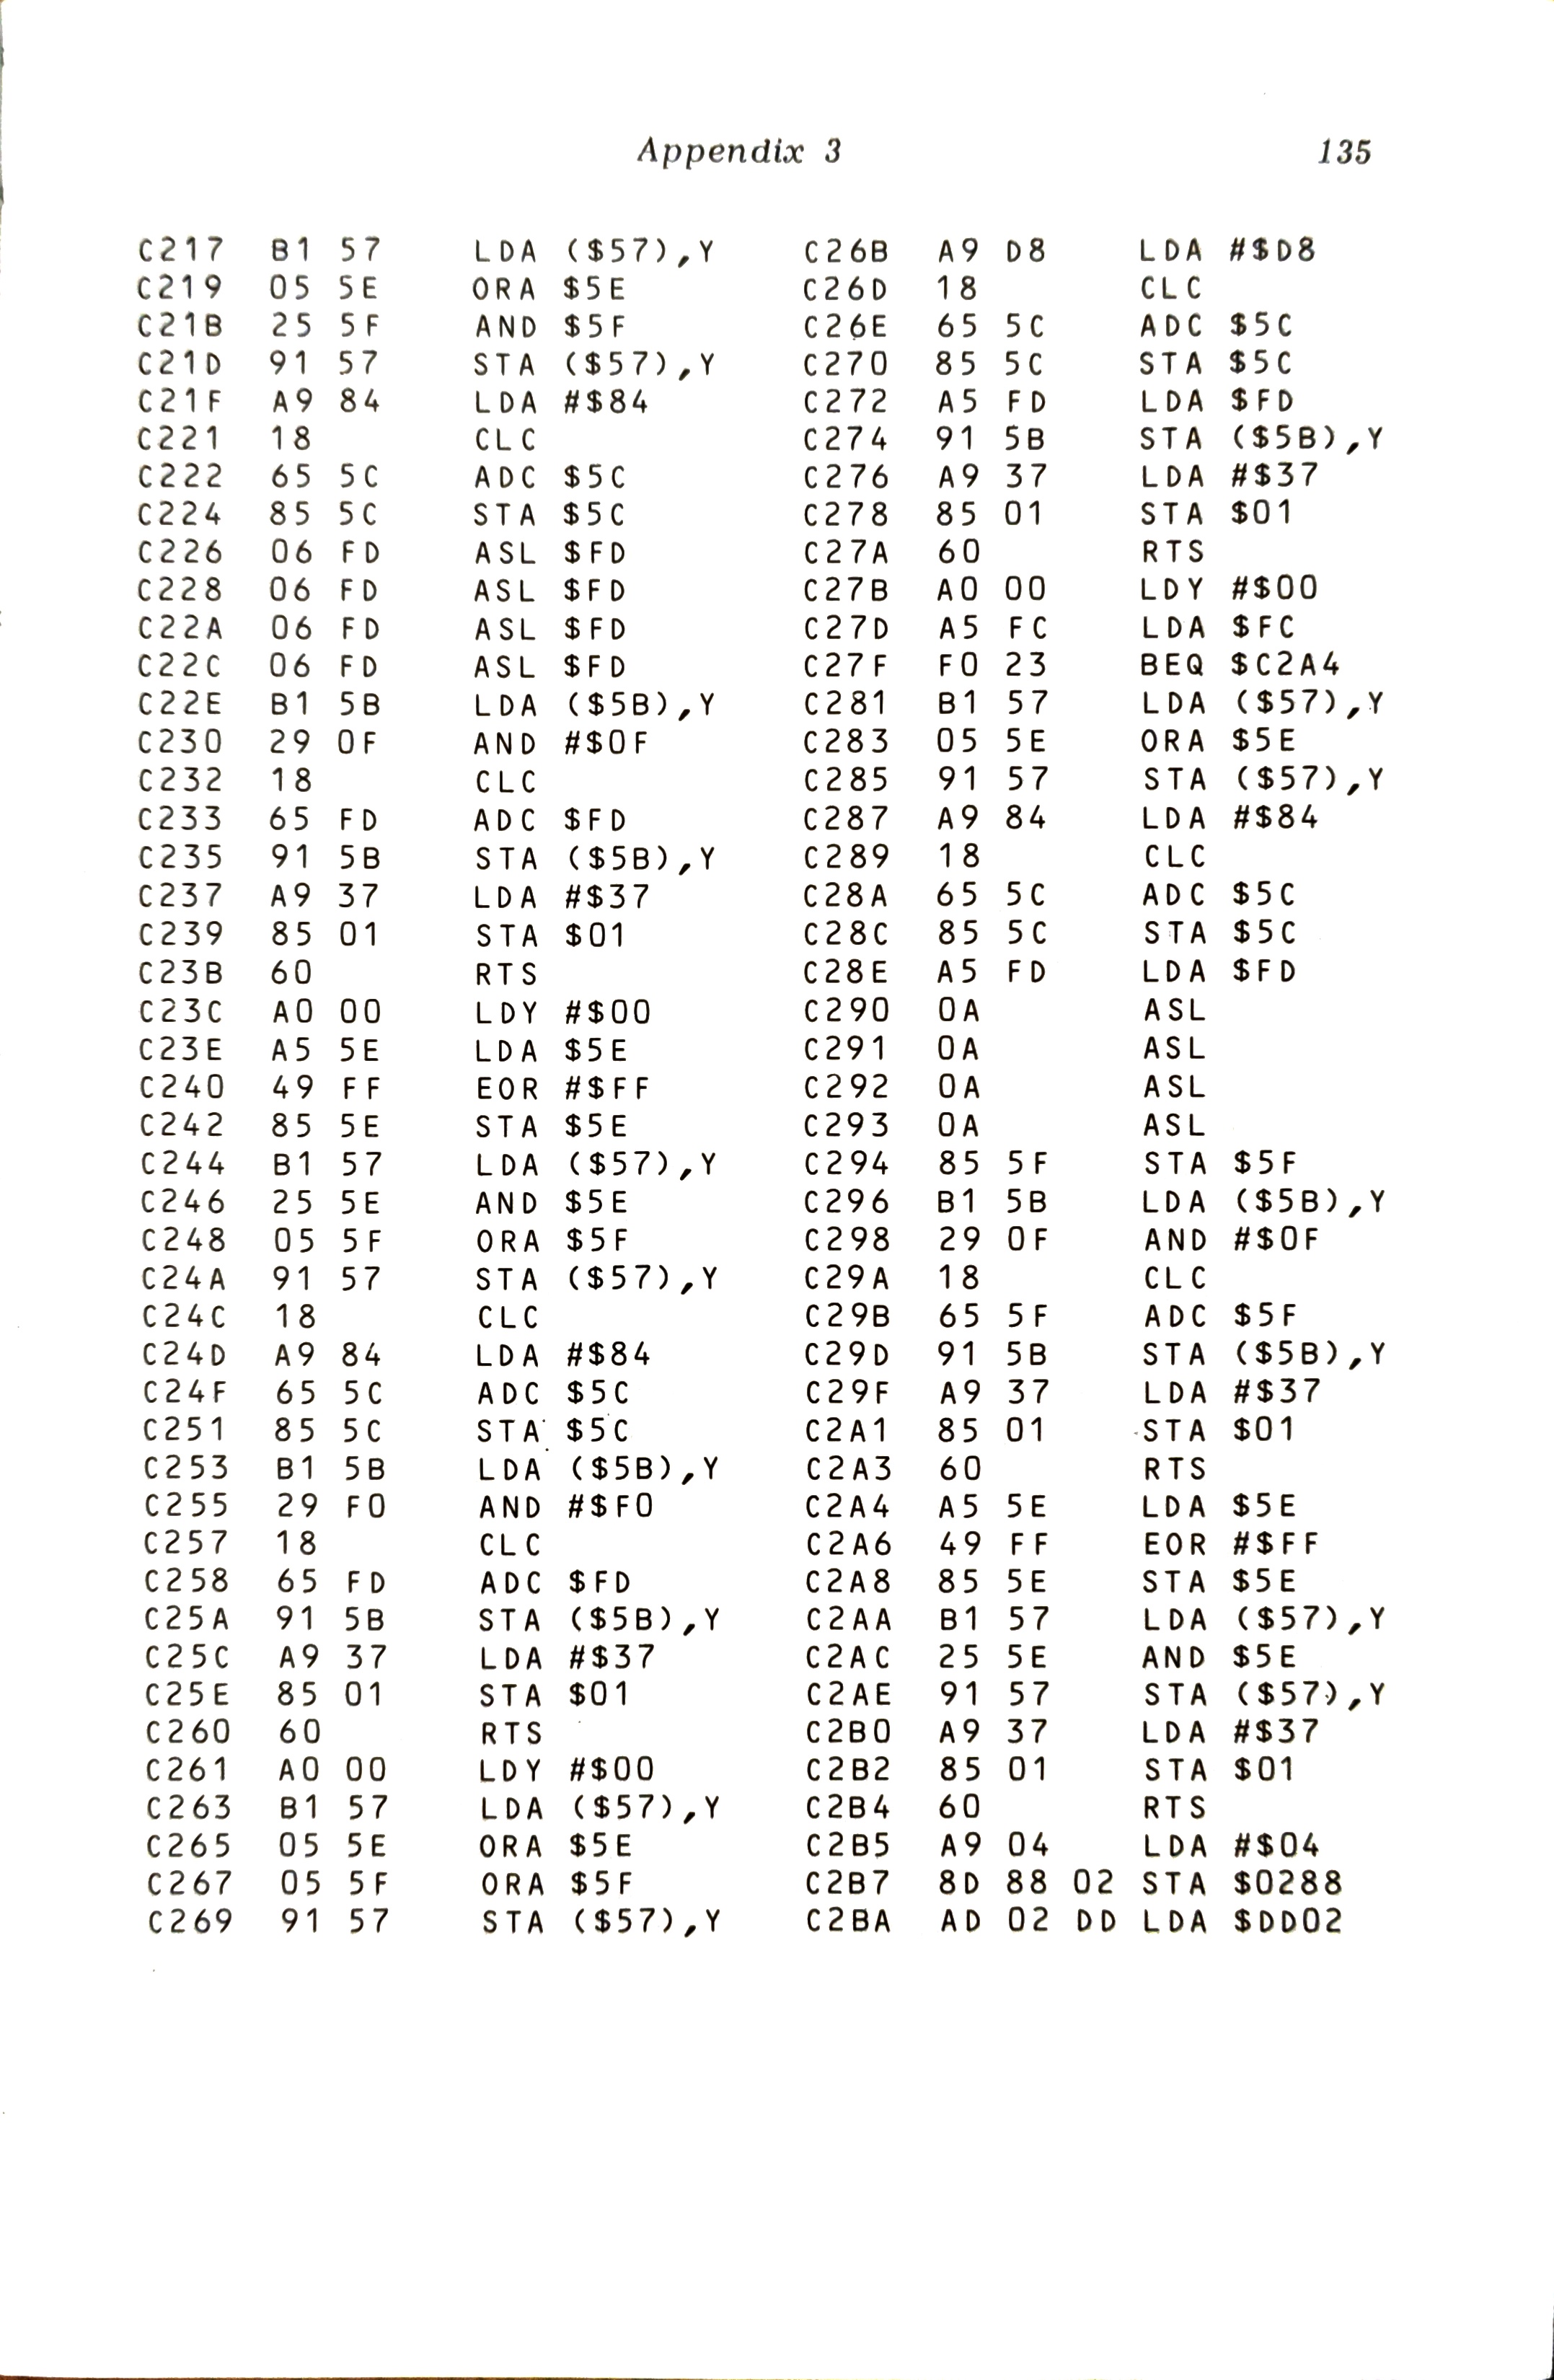 Appendix 3 135
C217 B1 57 LDA ($57),Y
C219 05 5E ORA $5E
C21B 25 5F AND $5F
C21D 91 57 STA ($57),Y
C21F A9 84 LDA #$84
C221 18 CLC
C222 65 5C ADC $5C
C224 85 5C STA $5C
C226 06 FD ASL $FD
C228 06 FD ASL $FD
C22A 06 FD ASL $FD
C22C 06 FD ASL $FD
C22E B1 5B LDA ($5B),Y
C230 29 0F AND #$0F
C232 18 CLC
C233 65 FD ADC $FD
C235 91 5B STA ($5B),Y
C237 A9 37 LDA #$37
C239 85 01 STA $01
C23B 60 RTS
C23C A0 00 LDY #$00
C23E A5 5E LDA $5E
C240 49 FF EOR #$FF
C242 85 5E STA $5E
C244 B1 57 LDA ($57),Y
C246 25 5E AND $5E
C248 05 5F ORA $5F
C24A 91 57 STA ($57),Y
C24C 18 CLC
C24D A9 84 LDA #$84
C24F 65 5C ADC $5C
C251 85 5C STA $5C
C253 B1 5B LDA ($5B),Y
C255 29 F0 AND #$F0
C257 18 CLC
C258 65 FD ADC $FD
C25A 91 5B STA ($5B),Y
C25C A9 37 LDA #$37
C25E 85 01 STA $01
C260 60 RTS
C261 A0 00 LDY #$00
C263 B1 57 LDA ($57),Y
C265 05 5E ORA $5E
C267 05 5F ORA $5F
C269 91 57 STA ($57),Y
C26B A9 D8 LDA #$D8
C26D 18 CLC
C26E 65 5C ADC $5C
C270 85 5C STA $5C
C272 A5 FD LDA $FD
C274 91 5B STA ($5B),Y
C276 A9 37 LDA #$37
C278 85 01 STA $01
C27A 60 RTS
C27B A0 00 LDY #$00
C27D A5 FC LDA $FC
C27F F0 23 BEQ $C2A4
C281 B1 57 LDA ($57),Y
C283 05 5E ORA $5E
C285 91 57 STA ($57),Y
C287 A9 84 LDA #$84
C289 18 CLC
C28A 65 5C ADC $5C
C28C 85 5C STA $5C
C28E A5 FD LDA $FD
C290 0A ASL
C291 0A ASL
C292 0A ASL
C293 0A ASL
C294 85 5F STA $5F
C296 B1 5B LDA ($5B),Y
C298 29 0F AND #$0F
C29A 18 CLC
C29B 65 5F ADC $5F
C29D 91 5B STA ($5B),Y
C29F A9 37 LDA #$37
C2A1 85 01 STA $01
C2A3 60 RTS
C2A4 A5 5E LDA $5E
C2A6 49 FF EOR #$FF
C2A8 85 5E STA $5E
C2AA B1 57 LDA ($57),Y
C2AC 25 5E AND $5E
C2AE 91 57 STA ($57),Y
C2B0 A9 37 LDA #$37
C2B2 85 01 STA $01
C2B4 60 RTS
C2B5 A9 04 LDA #$04
C2B7 8D 88 02 STA $0288
C2BA AD 02 DD LDA $DD02